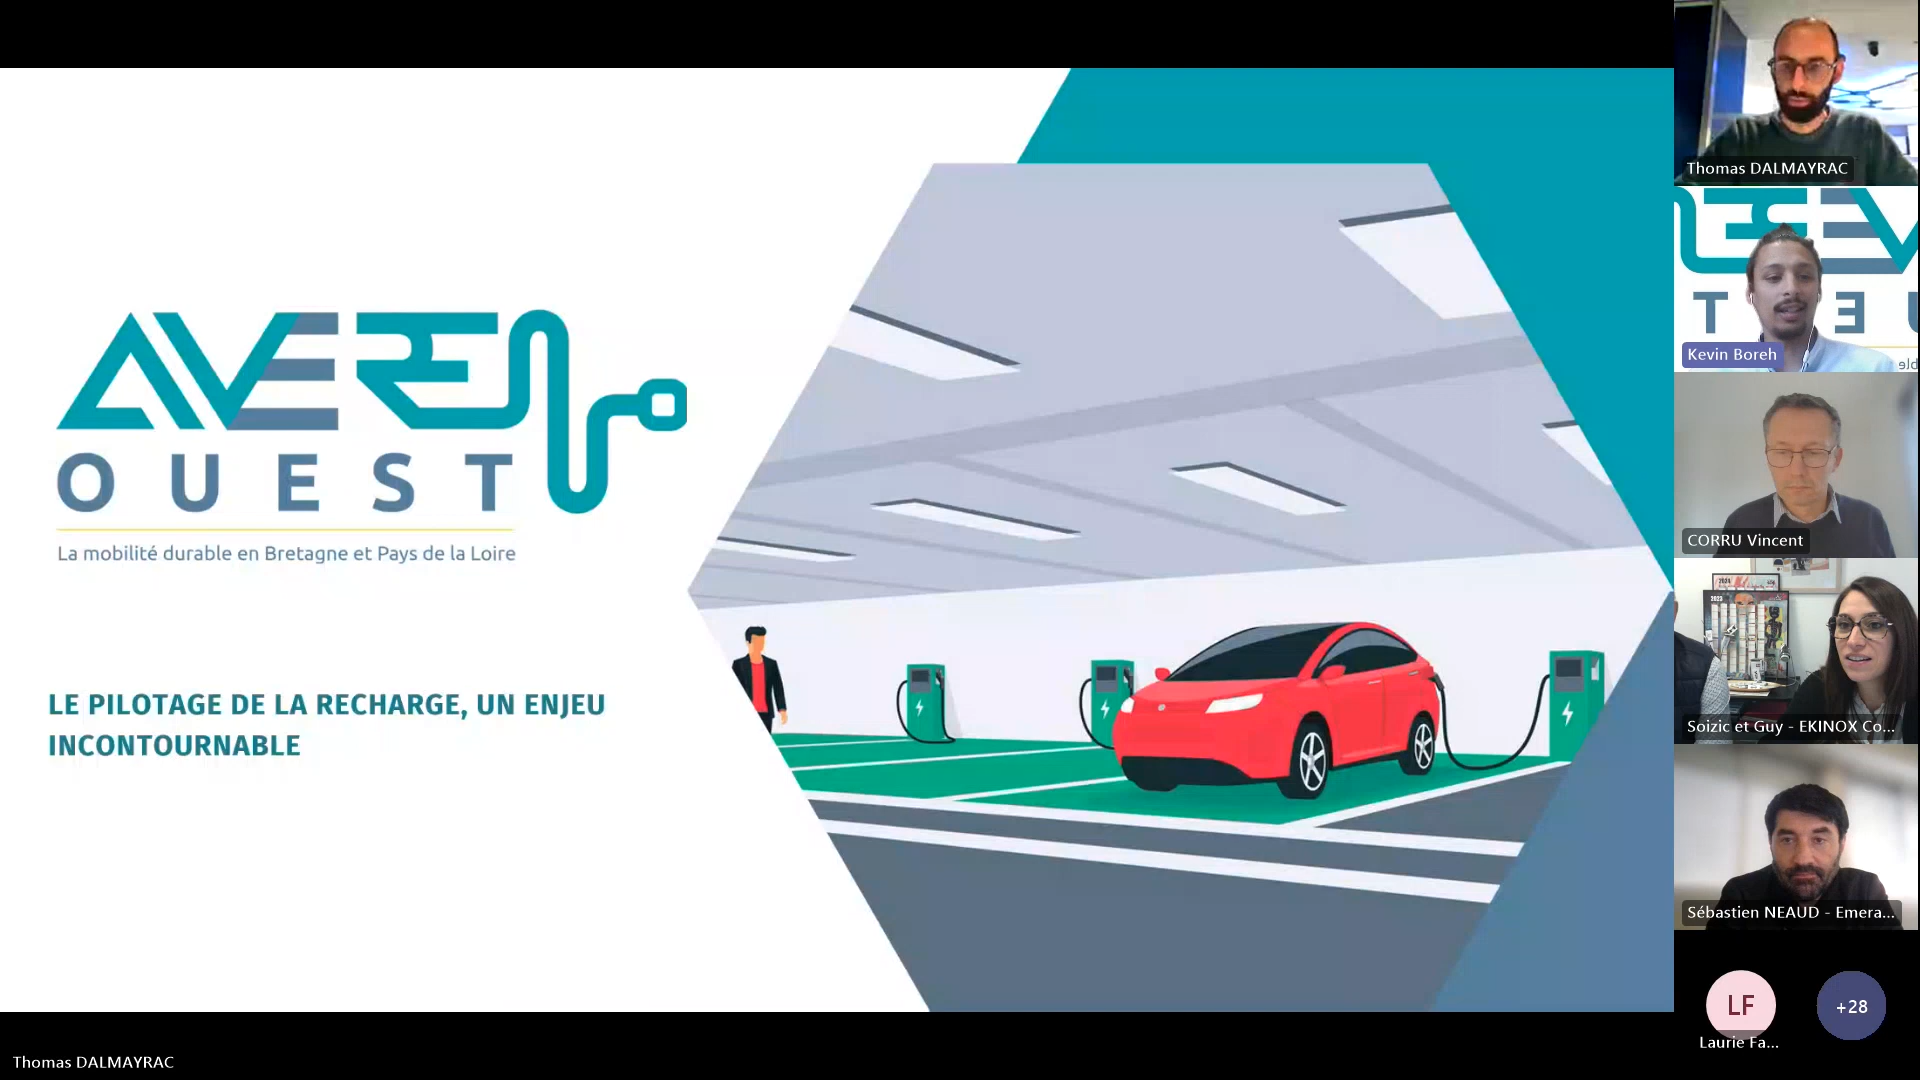 AVERE
OUEST
La mobilité durable en Bretagne et Pays de la Loire
LE PILOTAGE DE LA RECHARGE, UN ENJEU
INCONTOURNABLE
Thomas DALMAYRAC
Thomas DALMAYRAC
Kevin Boreh
CORRU Vincent
2024
2023
Soizic et Guy - EKINOX Co...
Sébastien NEAUD - Emera...
LF
Laurie Fa...
+28